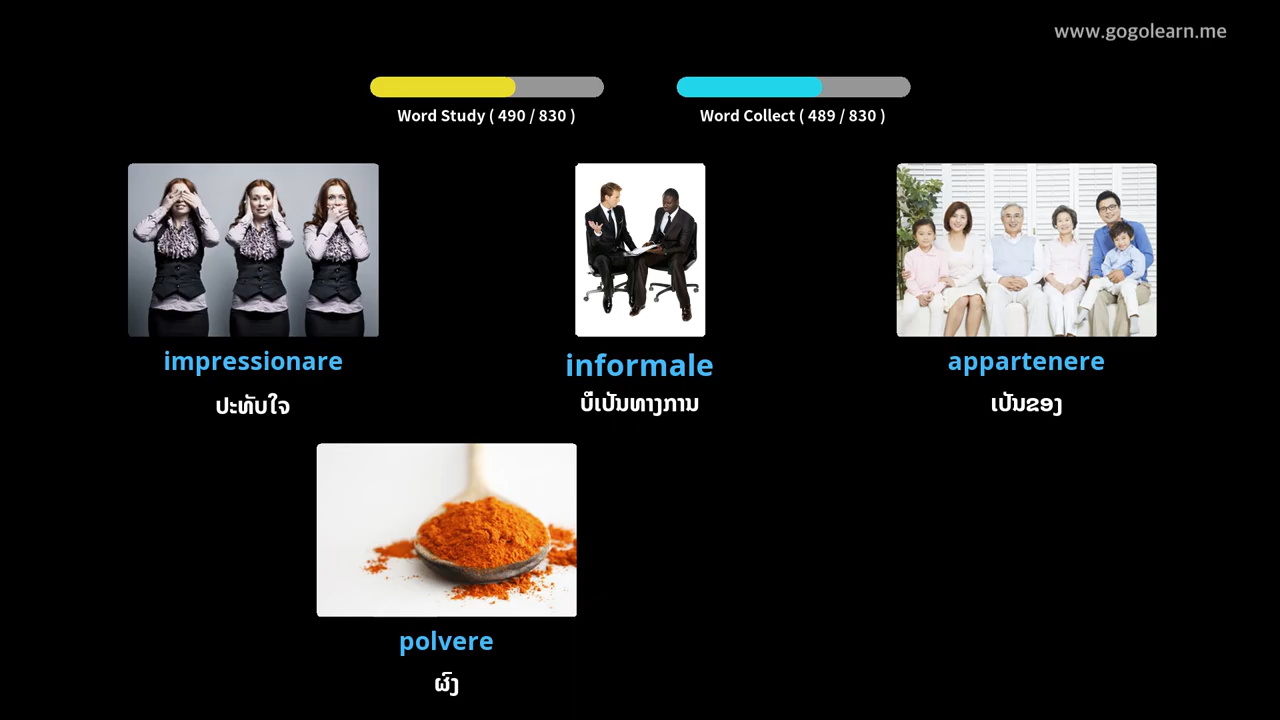 www.gogolearn.me
Word Study ( 490 / 830 )
Word Collect ( 489 / 830 )
impressionare
ປະທັບໃຈ
informale
ບໍ່ເປັນທາງການ
appartenere
ເປັນຂອງ
polvere
ຜົງ